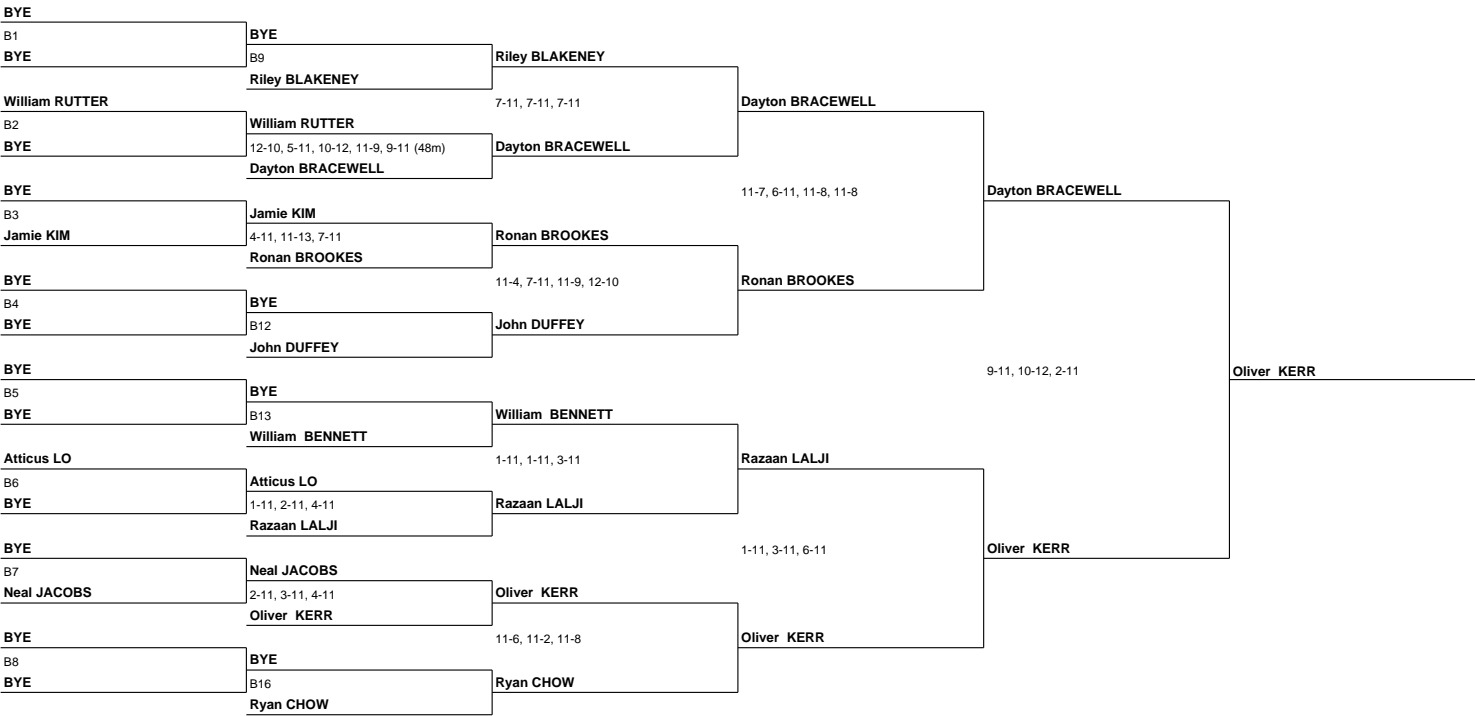 BYE
B1
BYE
William RUTTER
B2
BYE
BYE
B3
Jamie KIM
BYE
B4
BYE
BYE
B5
BYE
Atticus LO
B6
BYE
BYE
B7
Neal JACOBS
BYE
B8
BYE
BYE
B9
Riley BLAKENEY
William RUTTER
12-10, 5-11, 10-12, 11-9, 9-11 (48m)
Dayton BRACEWELL
Jamie KIM
4-11, 11-13, 7-11
Ronan BROOKES
BYE
B12
John DUFFEY
BYE
B13
William BENNETT
Atticus LO
1-11, 2-11, 4-11
Razaan LALJI
Neal JACOBS
2-11, 3-11, 4-11
Oliver KERR
BYE
B16
Ryan CHOW
Riley BLAKENEY
7-11, 7-11, 7-11
Dayton BRACEWELL
Ronan BROOKES
11-4, 7-11, 11-9, 12-10
John DUFFEY
William BENNETT
1-11, 1-11, 3-11
Razaan LALJI
Oliver KERR
11-6, 11-2, 11-8
Ryan CHOW
Dayton BRACEWELL
11-7, 6-11, 11-8, 11-8
Ronan BROOKES
Razaan LALJI
1-11, 3-11, 6-11
Oliver KERR
Dayton BRACEWELL
9-11, 10-12, 2-11
Oliver KERR
Oliver KERR